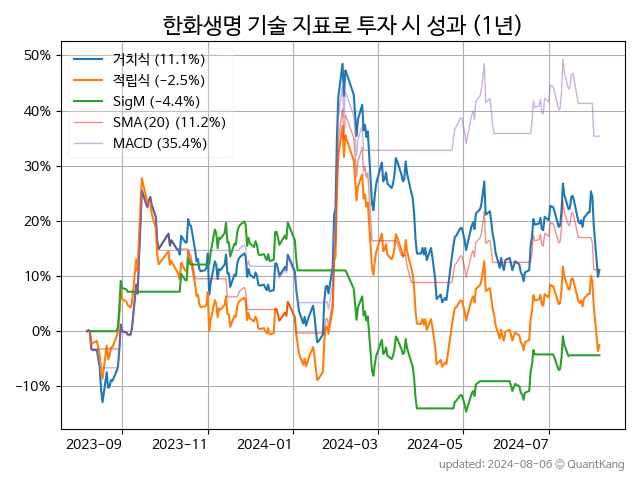 한화생명 기술 지표로 투자 시 성과 (1년)
50%
40%
30%
20%
10%
0%
−10%
거치식 (11.1%)
적립식 (−2.5%)
SigM (−4.4%)
SMA(20) (11.2%)
MACD (35.4%)
2023-09
2023-11
2024-01
2024-03
2024-05
2024-07
updated: 2024-08-06 © QuantKang